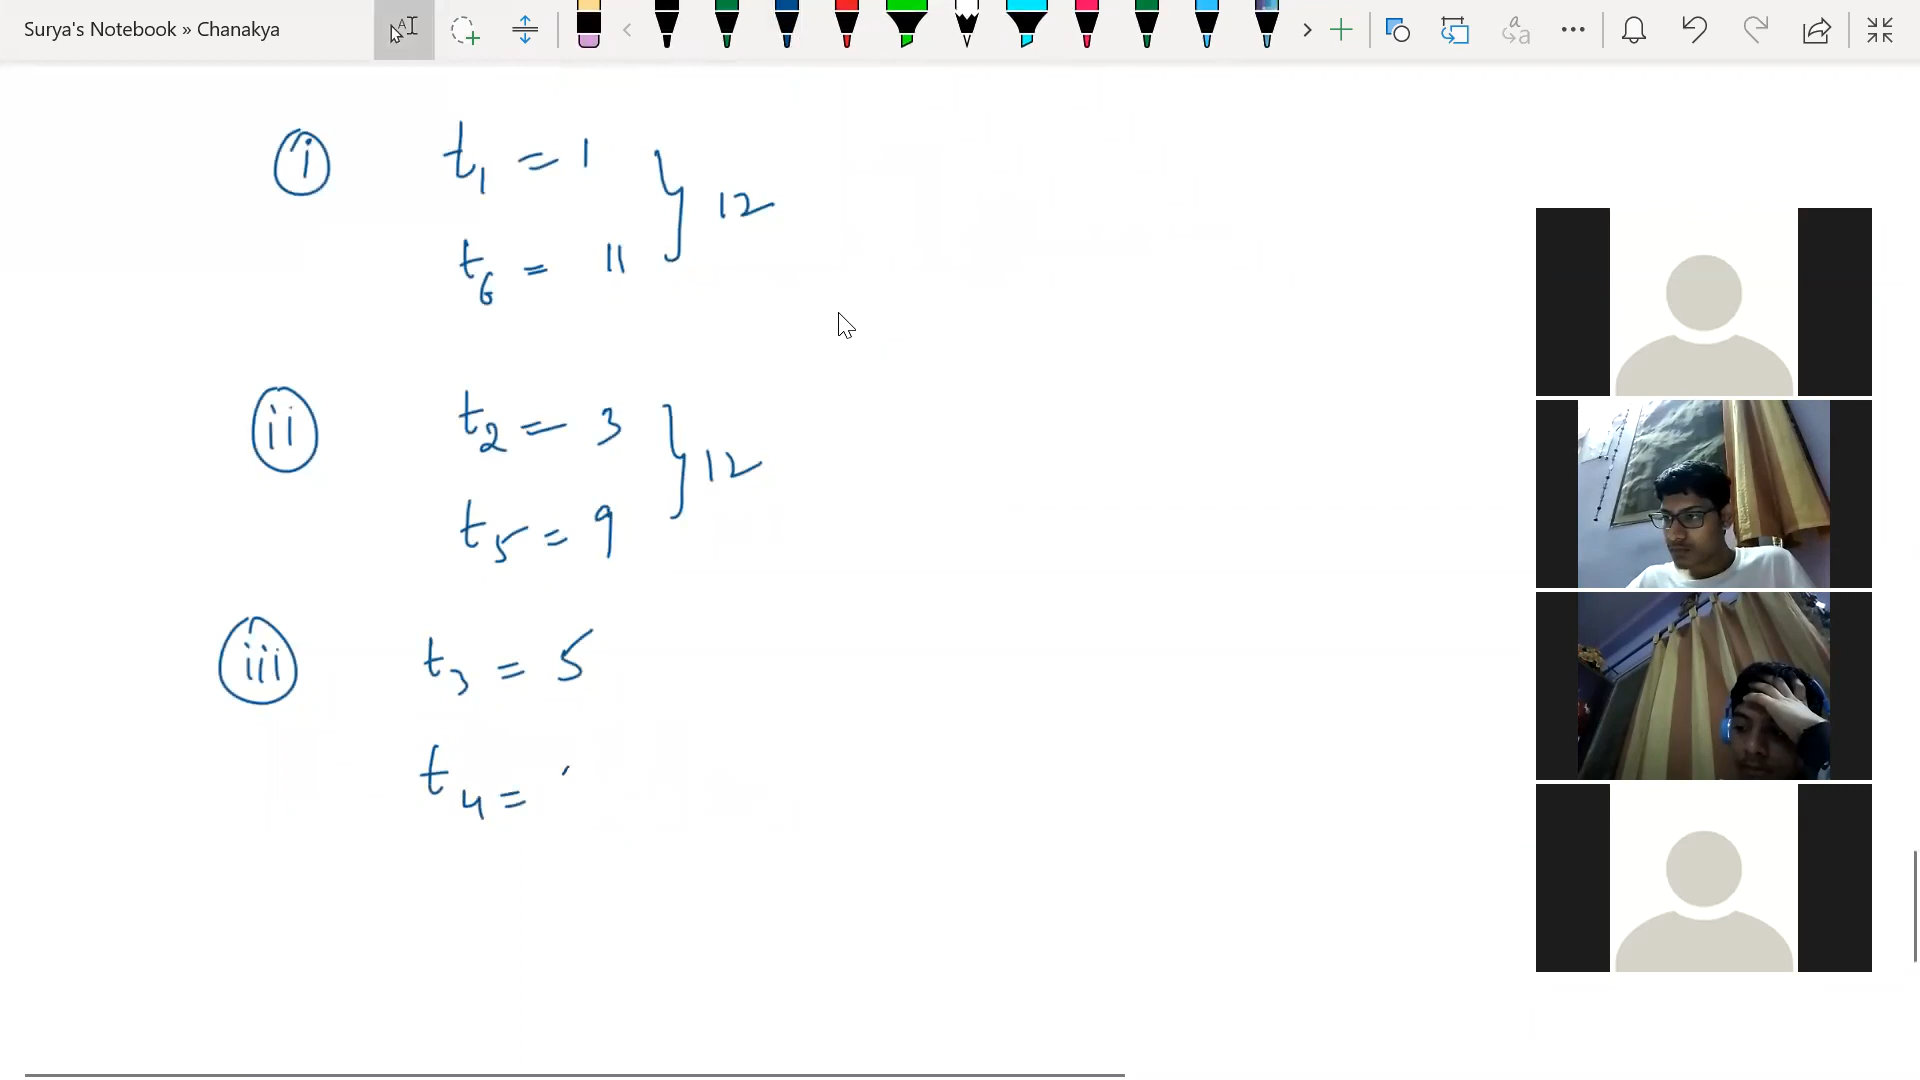 Surya's Notebook » Chanakya
(i) t₁ = 1
t₆ = 11 } 12
(ii) t₂ = 3
t₅ = 9 } 12
(iii) t₃ = 5
t₄ =